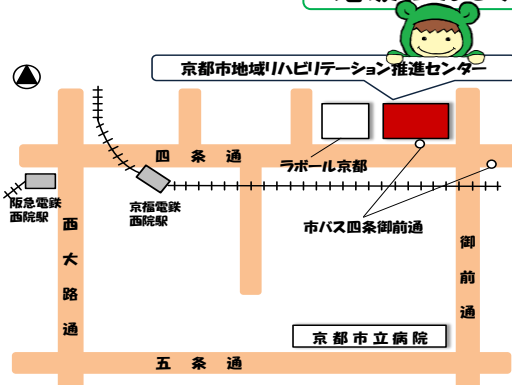 京都市地域リハビリテーション推進センター
四条通
ラボール京都
阪急電鉄
西院駅
京福電鉄
西院駅
市バス四条御前通
西大路通
御前通
京都市立病院
五条通